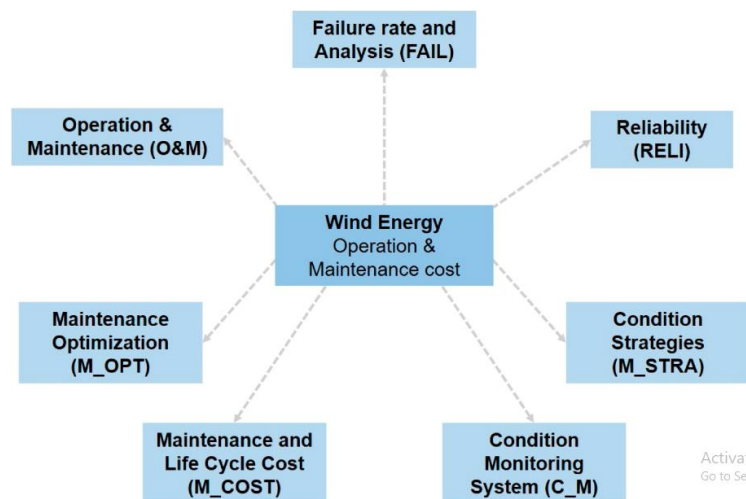 Failure rate and
Analysis (FAIL)
Operation &
Maintenance (O&M)
Reliability
(RELI)
Wind Energy
Operation &
Maintenance cost
Maintenance
Optimization
(M_OPT)
Condition
Strategies
(M_STRA)
Maintenance and
Life Cycle Cost
(M_COST)
Condition
Monitoring
System (C_M)
Activa
Go to Se